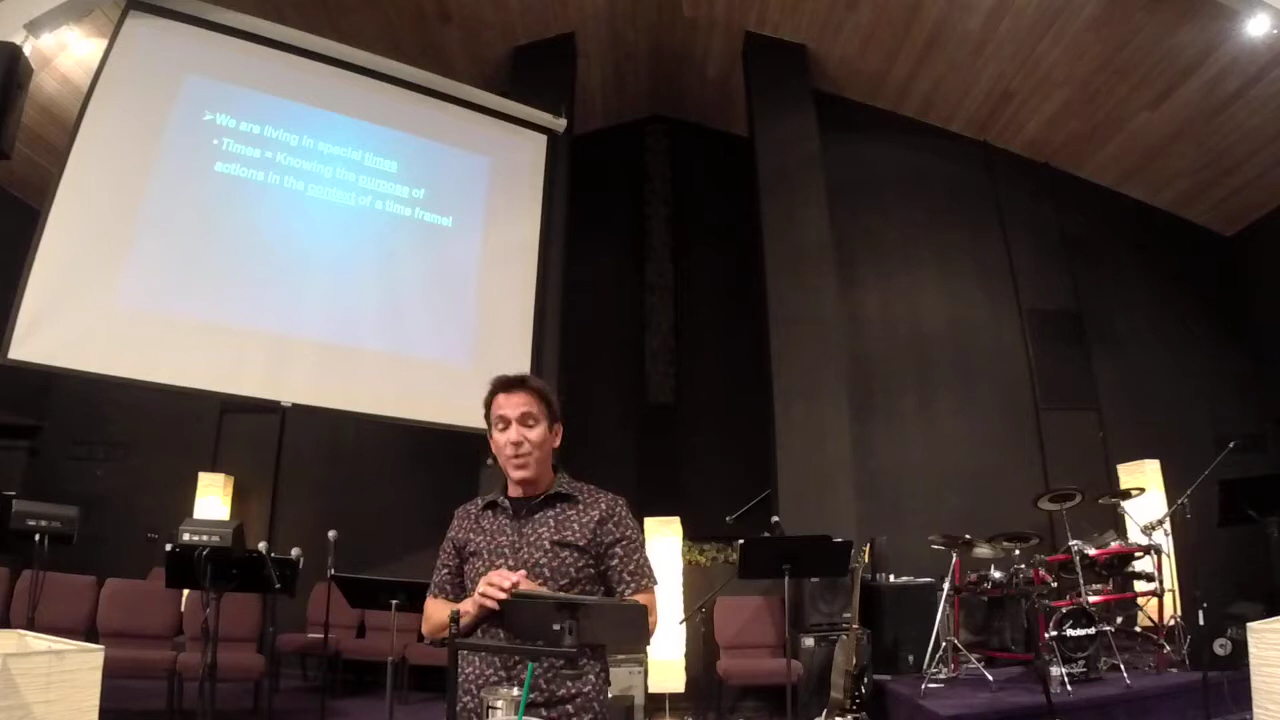 ➢We are living in special times
• Times = Knowing the purpose of
actions in the context of a time frame!
Roland